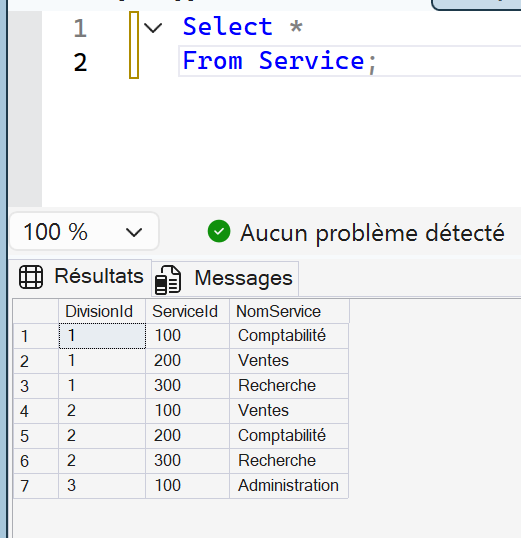 1 Select *
2 From Service;
100 % Aucun problème détecté
Résultats Messages
DivisionId ServiceId NomService
1 1 100 Comptabilité
2 1 200 Ventes
3 1 300 Recherche
4 2 100 Ventes
5 2 200 Comptabilité
6 2 300 Recherche
7 3 100 Administration